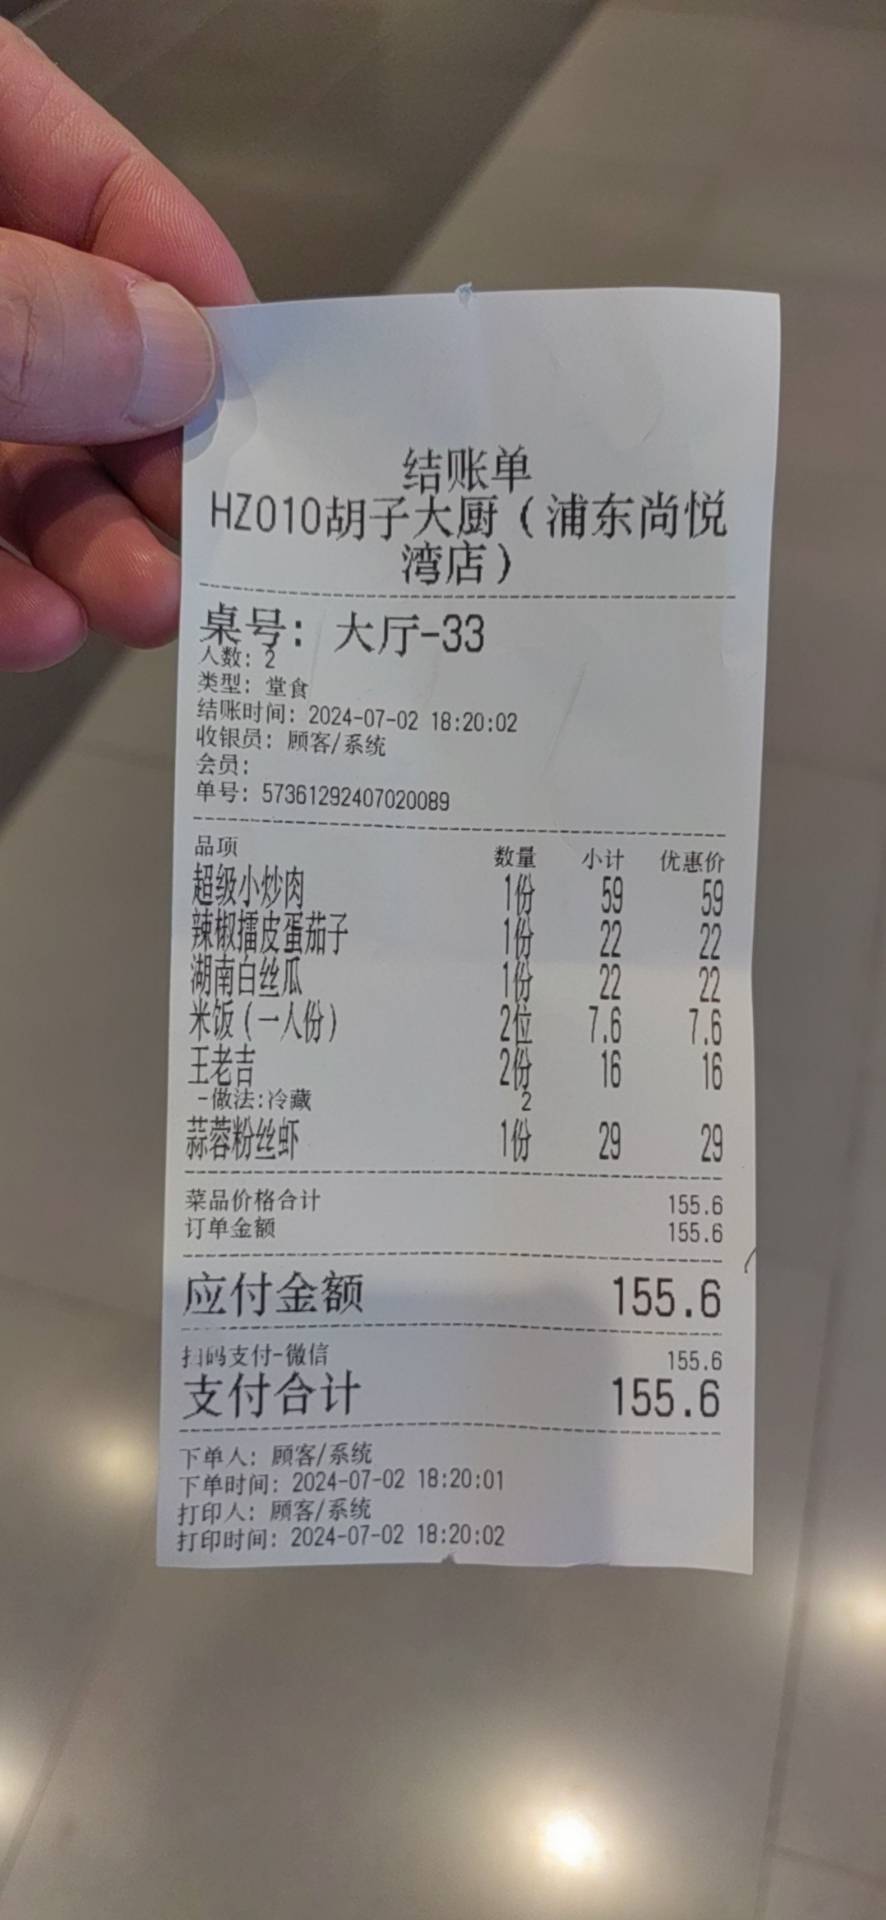 结账单
HZ010胡子大厨（浦东尚悦
湾店）
桌号：大厅-33
人数：2
类型：堂食
结账时间：2024-07-02 18:20:02
收银员：顾客/系统
会员：
单号：57361292407020089
品项 数量 小计 优惠价
超级小炒肉 1份 59 59
辣椒擂皮蛋茄子 1份 22 22
湖南白丝瓜 1份 22 22
米饭（一人份） 2位 7.6 7.6
王老吉 2份 16 16
-做法:冷藏 2
蒜蓉粉丝虾 1份 29 29
菜品价格合计 155.6
订单金额 155.6
应付金额 155.6
扫码支付-微信 155.6
支付合计 155.6
下单人：顾客/系统
下单时间：2024-07-02 18:20:01
打印人：顾客/系统
打印时间：2024-07-02 18:20:02